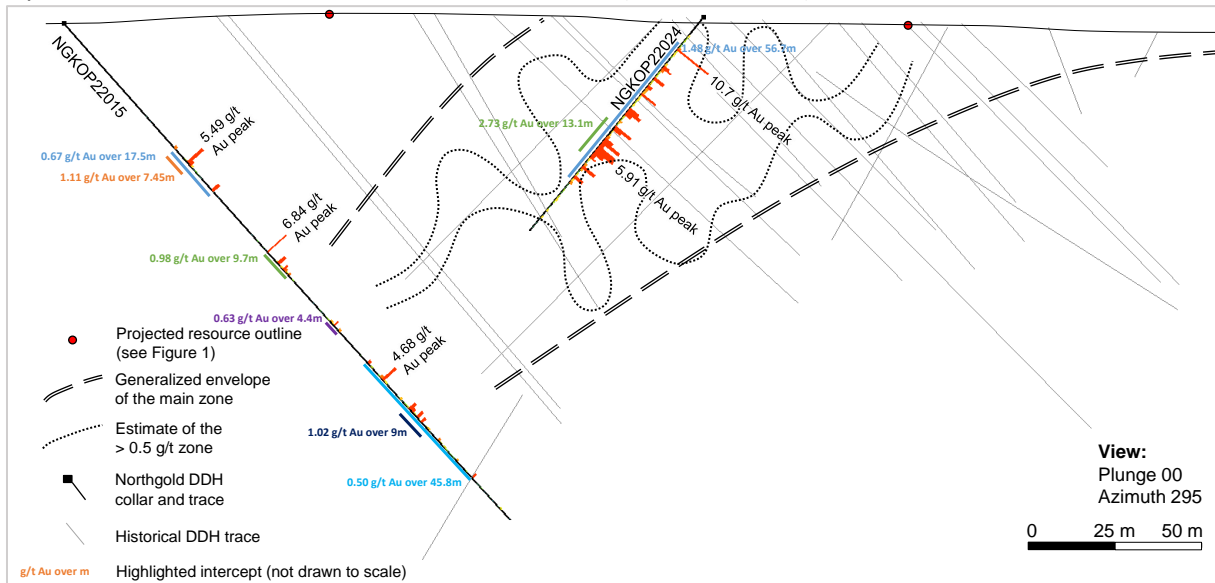 NGKOP22015
5.49 g/t
Au peak
0.67 g/t Au over 17.5m
1.11 g/t Au over 7.45m
6.84 g/t
Au peak
0.98 g/t Au over 9.7m
0.63 g/t Au over 4.4m
4.68 g/t
Au peak
1.02 g/t Au over 9m
0.50 g/t Au over 45.8m
NGKOP22024
1.48 g/t Au over 56.7m
10.7 g/t Au peak
2.73 g/t Au over 13.1m
5.91 g/t Au peak
Projected resource outline
(see Figure 1)
Generalized envelope
of the main zone
Estimate of the
> 0.5 g/t zone
Northgold DDH
collar and trace
Historical DDH trace
g/t Au over m Highlighted intercept (not drawn to scale)
View:
Plunge 00
Azimuth 295
0 25 m 50 m